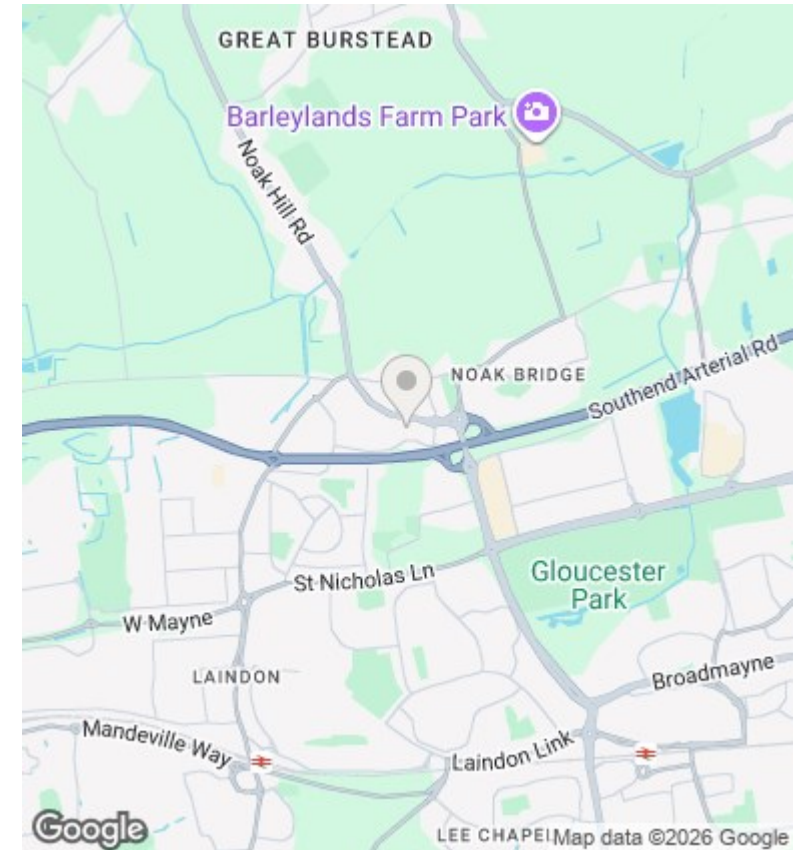 GREAT BURSTEAD
Barleylands Farm Park
Noak Hill Rd
NOAK BRIDGE
Southend Arterial Rd
St Nicholas Ln
Gloucester
Park
W Mayne
LAINDON
Broadmayne
Mandeville Way
Laindon Link
Google
LEE CHAPEL
Map data ©2026 Google